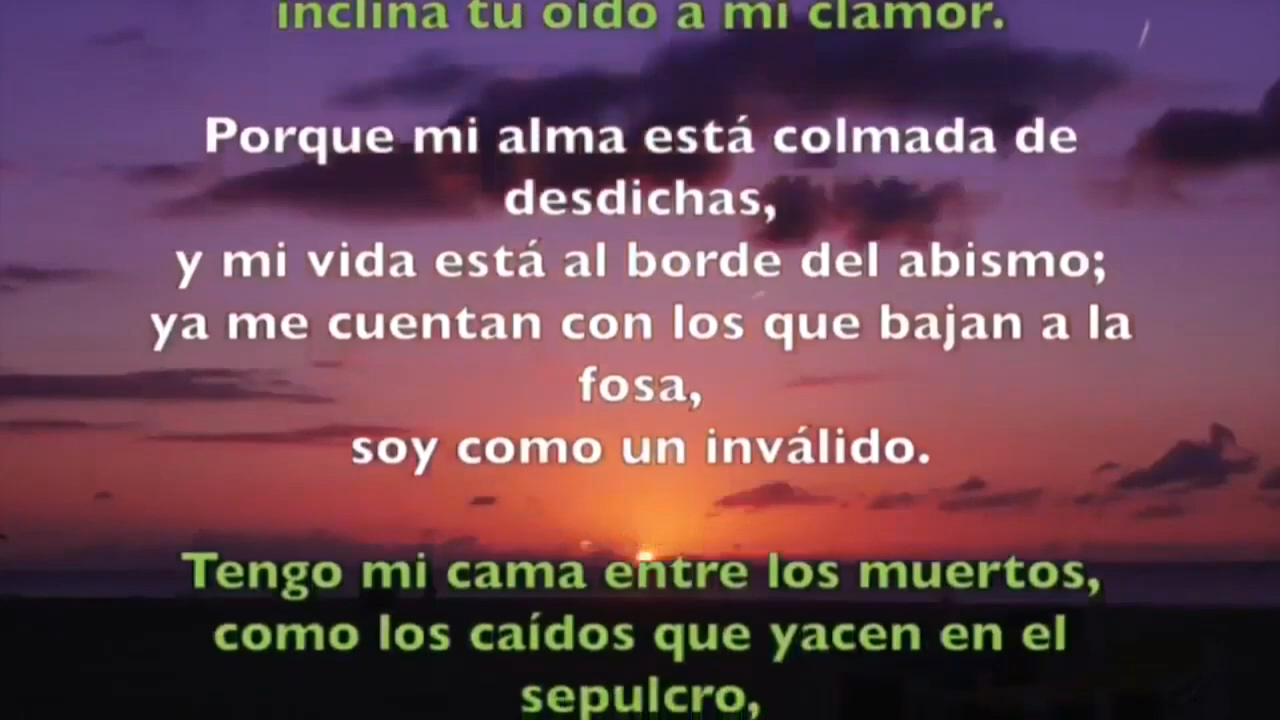 inclina tu oído a mi clamor.
Porque mi alma está colmada de
desdichas,
y mi vida está al borde del abismo;
ya me cuentan con los que bajan a la
fosa,
soy como un inválido.
Tengo mi cama entre los muertos,
como los caídos que yacen en el
sepulcro,